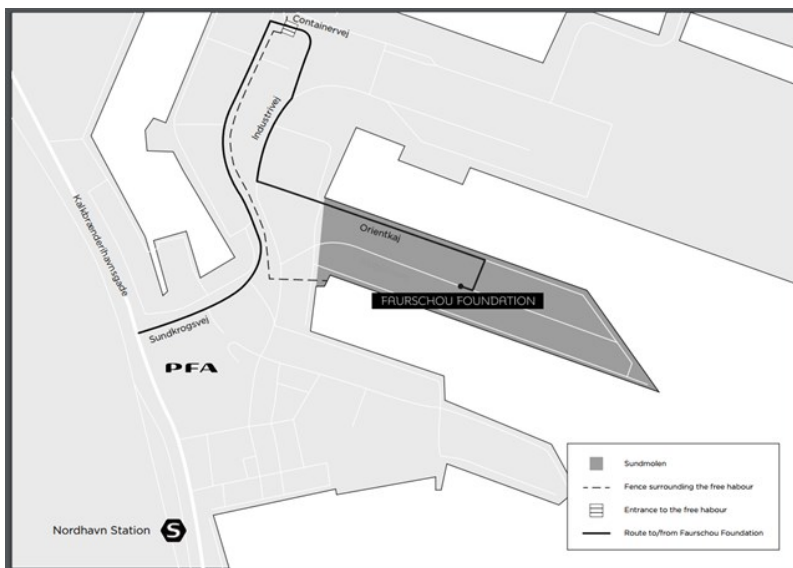 Containervej
Industrivej
Kalkbrænderihavnsgade
Orientkaj
FAURSCHOU FOUNDATION
Sundkrogsvej
PFA
Nordhavn Station S
Sundmolen
Fence surrounding the free habour
Entrance to the free habour
Route to/from Faurschou Foundation